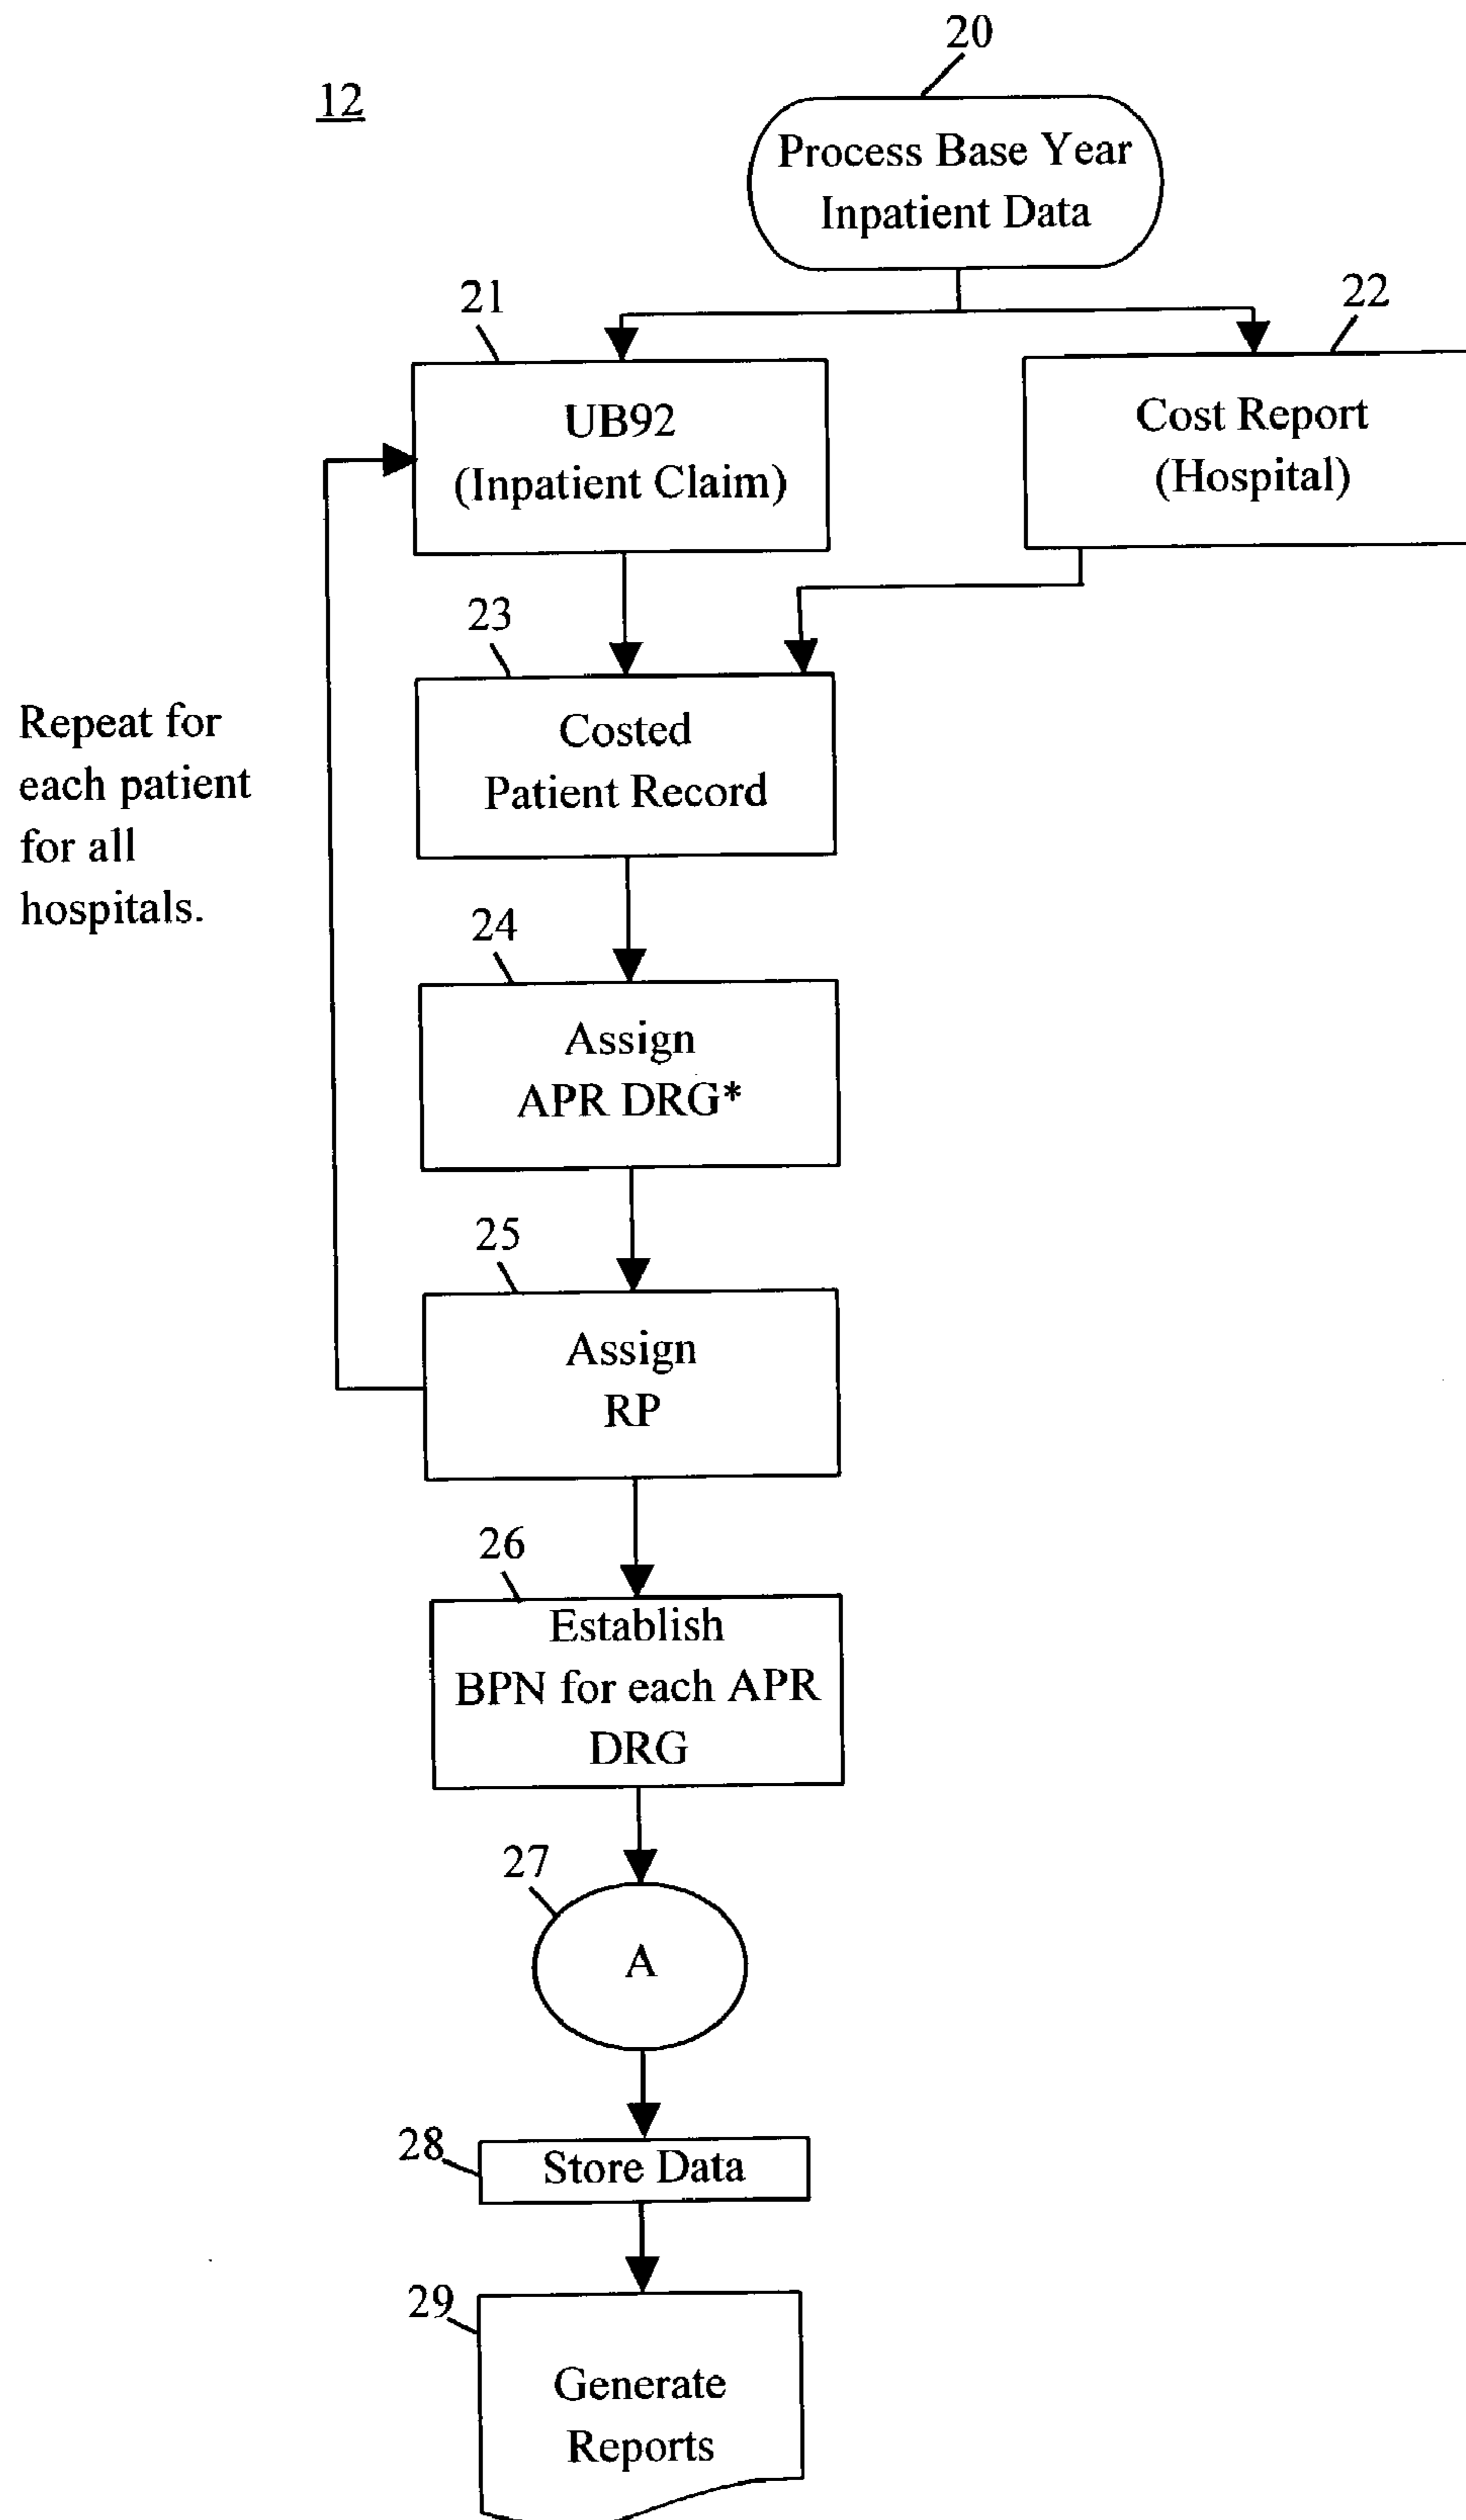 20
12
Process Base Year
Inpatient Data
21
22
UB92
(Inpatient Claim)
Cost Report
(Hospital)
23
Costed
Patient Record
Repeat for
each patient
for all
hospitals.
24
Assign
APR DRG*
25
Assign
RP
26
Establish
BPN for each APR
DRG
27
A
28
Store Data
29
Generate
Reports